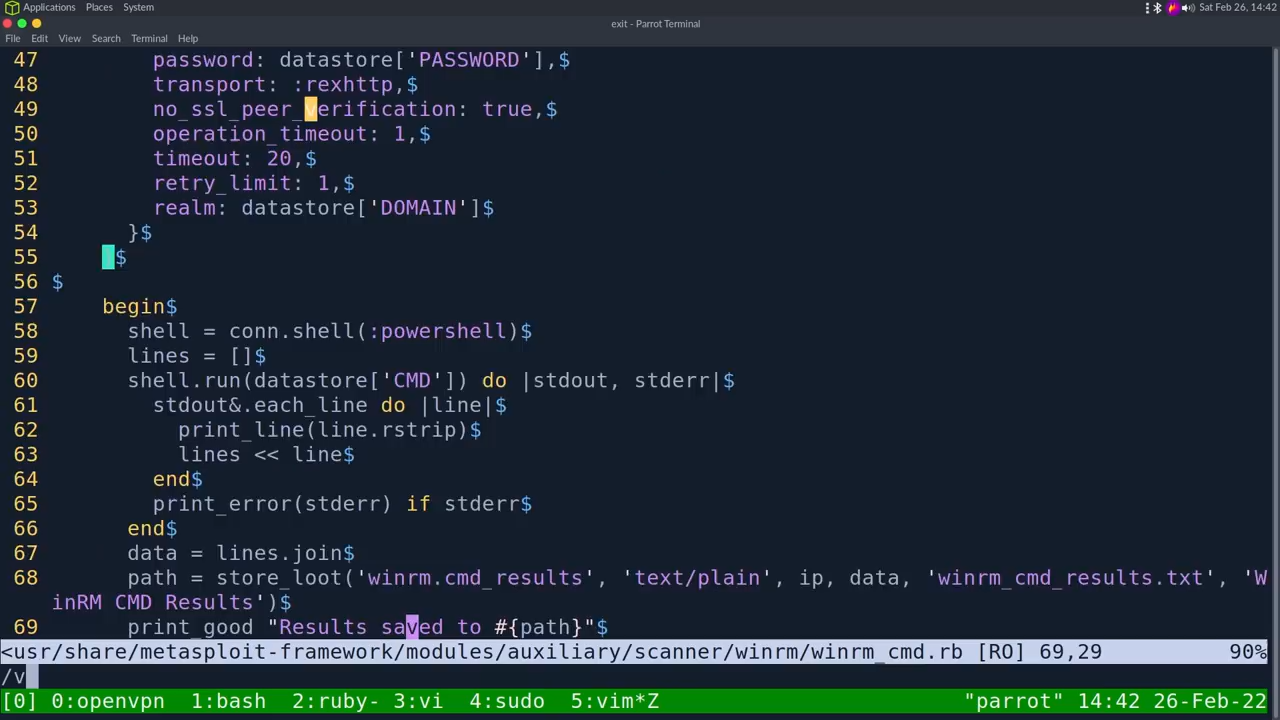 Applications Places System
Sat Feb 26, 14:42
exit - Parrot Terminal
File Edit View Search Terminal Help
47 password: datastore['PASSWORD'],$
48 transport: :rexhttp,$
49 no_ssl_peer_verification: true,$
50 operation_timeout: 1,$
51 timeout: 20,$
52 retry_limit: 1,$
53 realm: datastore['DOMAIN']$
54 }$
55 $
56 $
57 begin$
58 shell = conn.shell(:powershell)$
59 lines = []$
60 shell.run(datastore['CMD']) do |stdout, stderr|$
61 stdout&.each_line do |line|$
62 print_line(line.rstrip)$
63 lines << line$
64 end$
65 print_error(stderr) if stderr$
66 end$
67 data = lines.join$
68 path = store_loot('winrm.cmd_results', 'text/plain', ip, data, 'winrm_cmd_results.txt', 'W
inRM CMD Results')$
69 print_good "Results saved to #{path}"$
<usr/share/metasploit-framework/modules/auxiliary/scanner/winrm/winrm_cmd.rb [RO] 69,29 90%
/v
[0] 0:openvpn 1:bash 2:ruby- 3:vi 4:sudo 5:vim*Z "parrot" 14:42 26-Feb-22